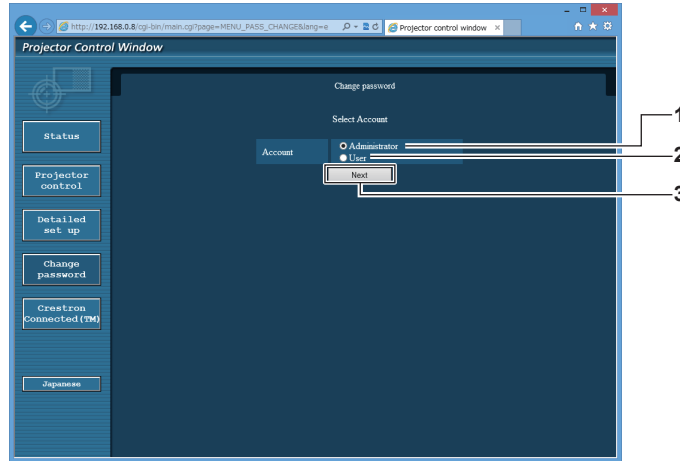 http://192.168.0.8/cgi-bin/main.cgi?page=MENU_PASS_CHANGE&lang=e
Projector control window
Projector Control Window
Change password
Select Account
Account
Administrator
User
Next
1
2
3
Status
Projector
control
Detailed
set up
Change
password
Crestron
Connected(TM)
Japanese